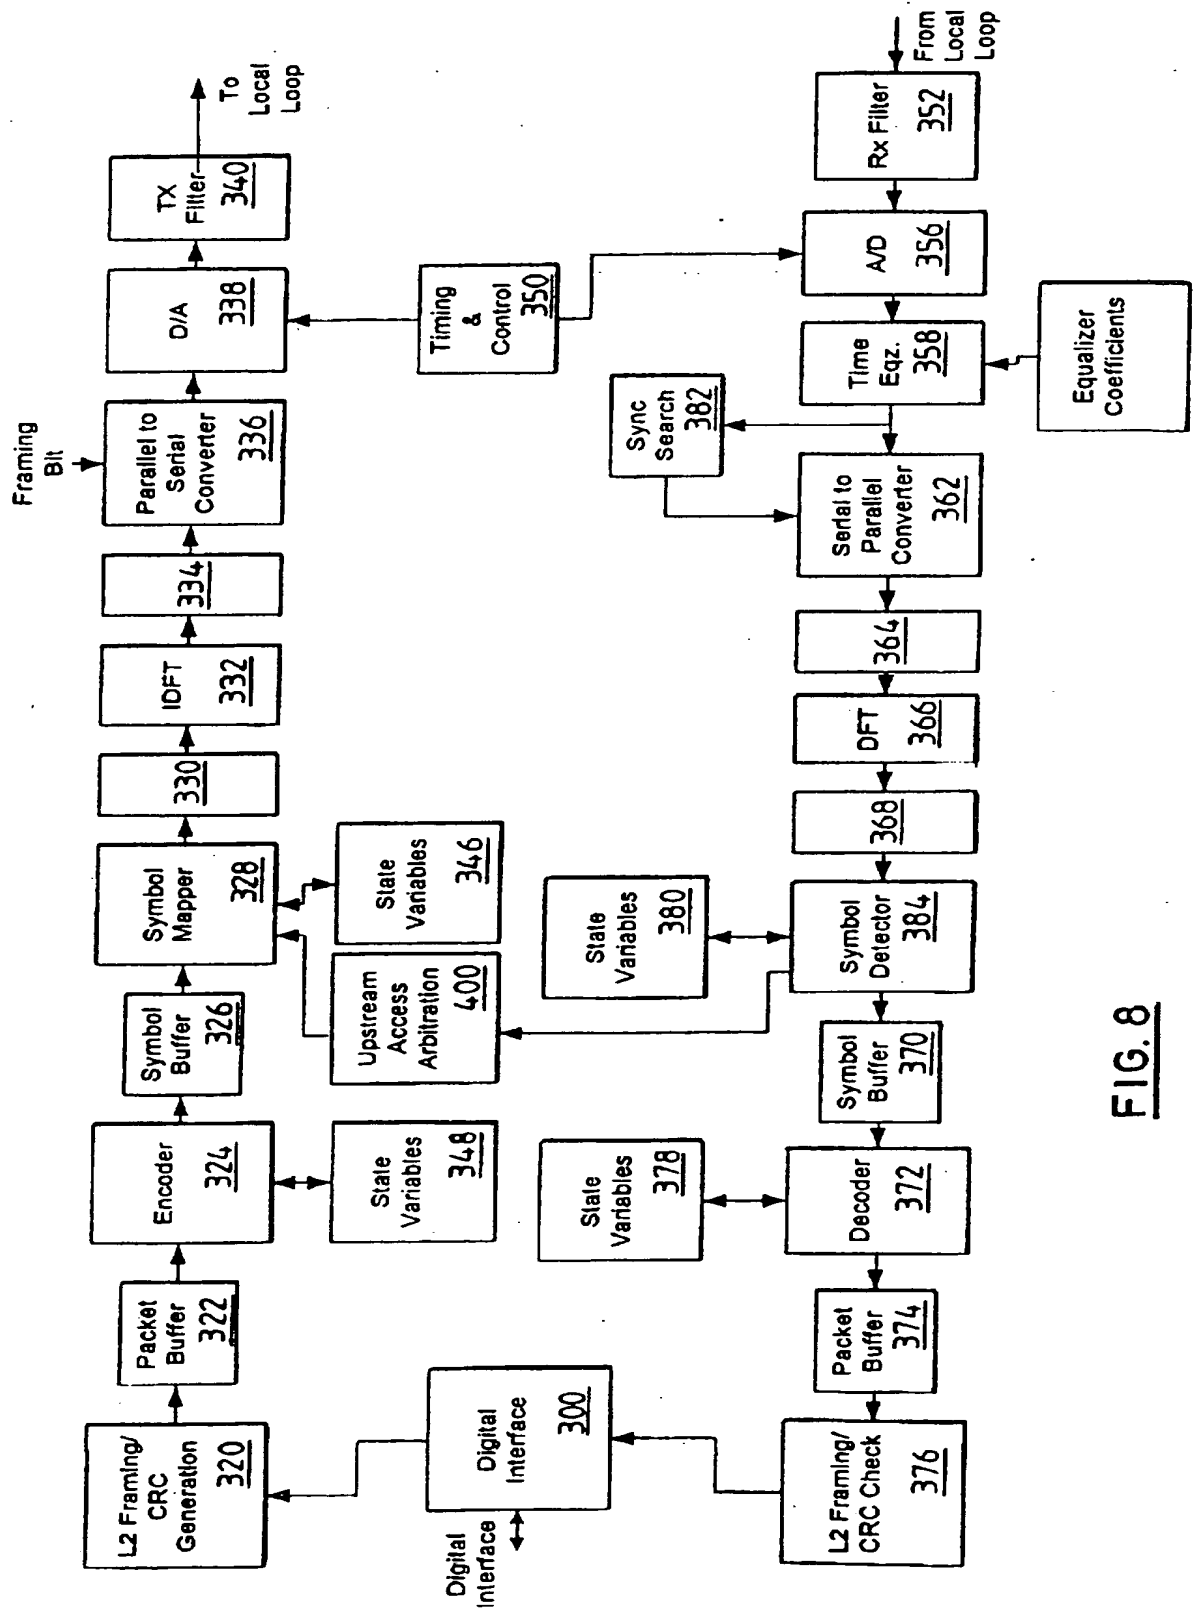 L2 Framing/
CRC
Generation
320
Packet
Buffer
322
Encoder
324
Symbol
Buffer
326
Symbol
Mapper
328
330
IDFT
332
334
Framing
Bit
Parallel to
Serial
Converter
336
D/A
338
TX
Filter
340
To
Local
Loop
State
Variables
348
Upstream
Access
Arbitration
400
State
Variables
346
Timing
&
Control
350
Digital
Interface
Digital
Interface
300
State
Variables
378
State
Variables
380
Sync
Search
382
L2 Framing/
CRC Check
376
Packet
Buffer
374
Decoder
372
Symbol
Buffer
370
Symbol
Detector
384
368
DFT
366
364
Serial to
Parallel
Converter
362
Time
Eqz.
358
A/D
356
Rx Filter
352
From
Local
Loop
Equalizer
Coefficients
FIG. 8